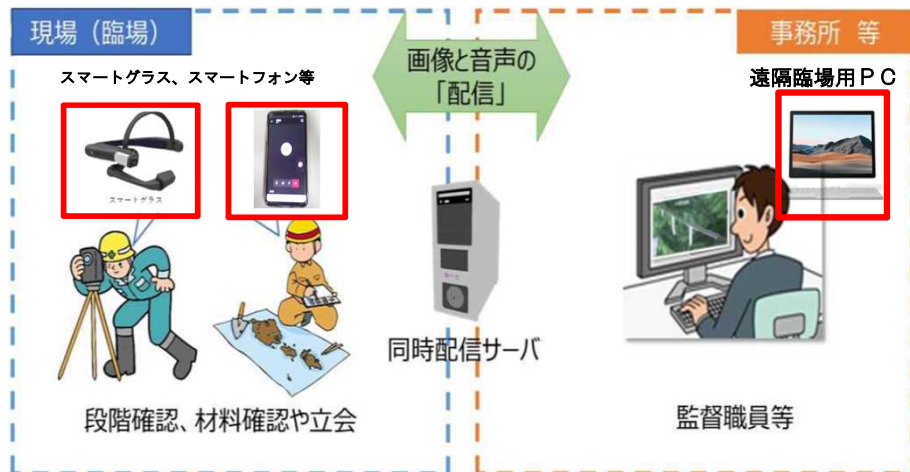 現場（臨場）
事務所 等
画像と音声の
「配信」
スマートグラス、スマートフォン等
遠隔臨場用ＰＣ
スマートグラス
同時配信サーバ
段階確認、材料確認や立会
監督職員等